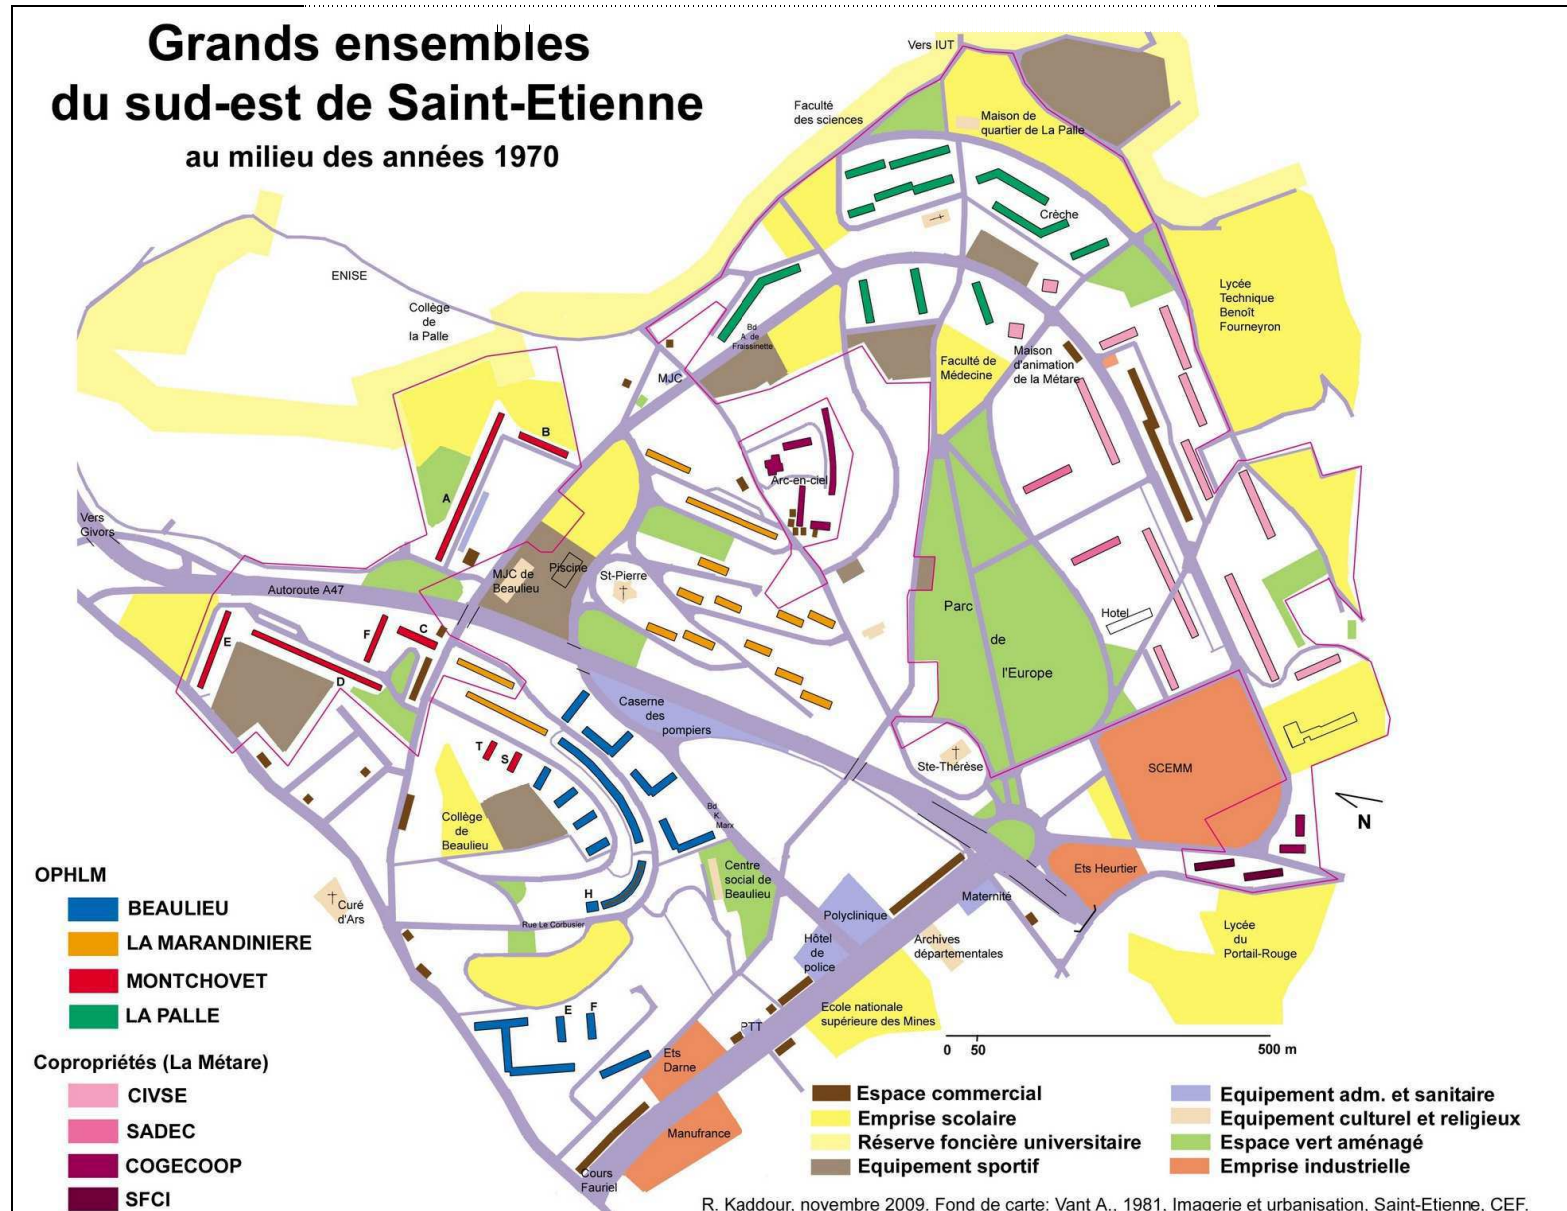 Grands ensembles
du sud-est de Saint-Etienne
au milieu des années 1970
Vers IUT
Faculté
des sciences
Maison de
quartier de La Palle
Crèche
ENISE
Collège
de
la Palle
Lycée
Technique
Benoît
Fourneyron
Bd
A. de
Fraissinette
MJC
Faculté de
Médecine
Maison
d'animation
de la Métare
B
A
Arc-en-ciel
Vers
Givors
Autoroute A47
MJC de
Beaulieu
Piscine
St-Pierre
Parc
de
l'Europe
Hotel
E
F
C
D
Caserne
des
pompiers
T
S
Ste-Thérèse
SCEMM
N
Collège
de
Beaulieu
Bd
K.
Marx
Centre
social de
Beaulieu
Ets Heurtier
H
Curé
d'Ars
Rue Le Corbusier
Polyclinique
Maternité
Hôtel
de
police
Archives
départementales
Lycée
du
Portail-Rouge
E
F
Ecole nationale
supérieure des Mines
PTT
Ets
Darne
Manufrance
Cours
Fauriel
0 50 500 m
OPHLM
BEAULIEU
LA MARANDINIERE
MONTCHOVET
LA PALLE
Copropriétés (La Métare)
CIVSE
SADEC
COGECOOP
SFCI
Espace commercial
Emprise scolaire
Réserve foncière universitaire
Equipement sportif
Equipement adm. et sanitaire
Equipement culturel et religieux
Espace vert aménagé
Emprise industrielle
R. Kaddour, novembre 2009. Fond de carte: Vant A., 1981, Imagerie et urbanisation, Saint-Etienne, CEF.